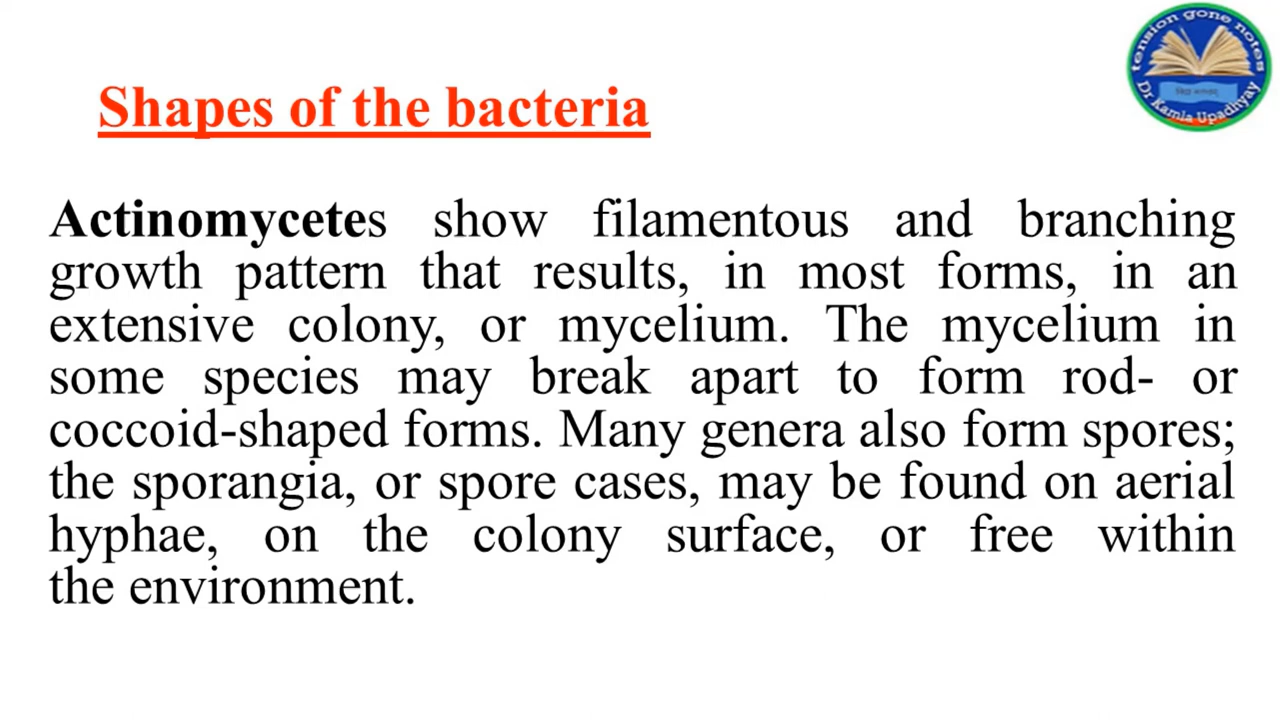 tension gone notes
Dr Kamla Upadhyay
Shapes of the bacteria
Actinomycetes show filamentous and branching
growth pattern that results, in most forms, in an
extensive colony, or mycelium. The mycelium in
some species may break apart to form rod- or
coccoid-shaped forms. Many genera also form spores;
the sporangia, or spore cases, may be found on aerial
hyphae, on the colony surface, or free within
the environment.